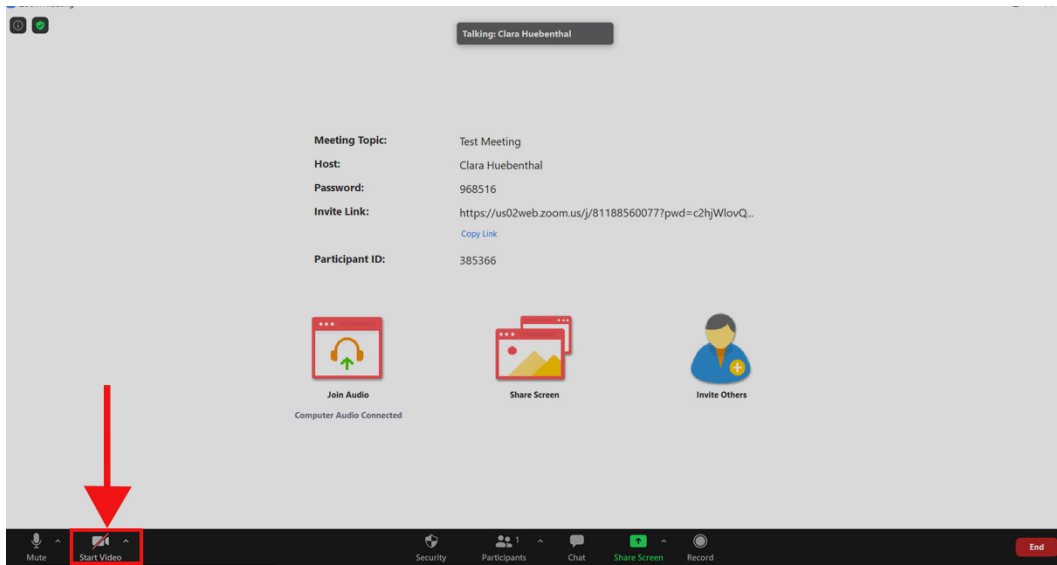 Talking: Clara Huebenthal
Meeting Topic: Test Meeting
Host: Clara Huebenthal
Password: 968516
Invite Link: https://us02web.zoom.us/j/81188560077?pwd=c2hjWlovQ...
Copy Link
Participant ID: 385366
Join Audio Share Screen Invite Others
Computer Audio Connected
Mute Start Video Security Participants 1 Chat Share Screen Record End